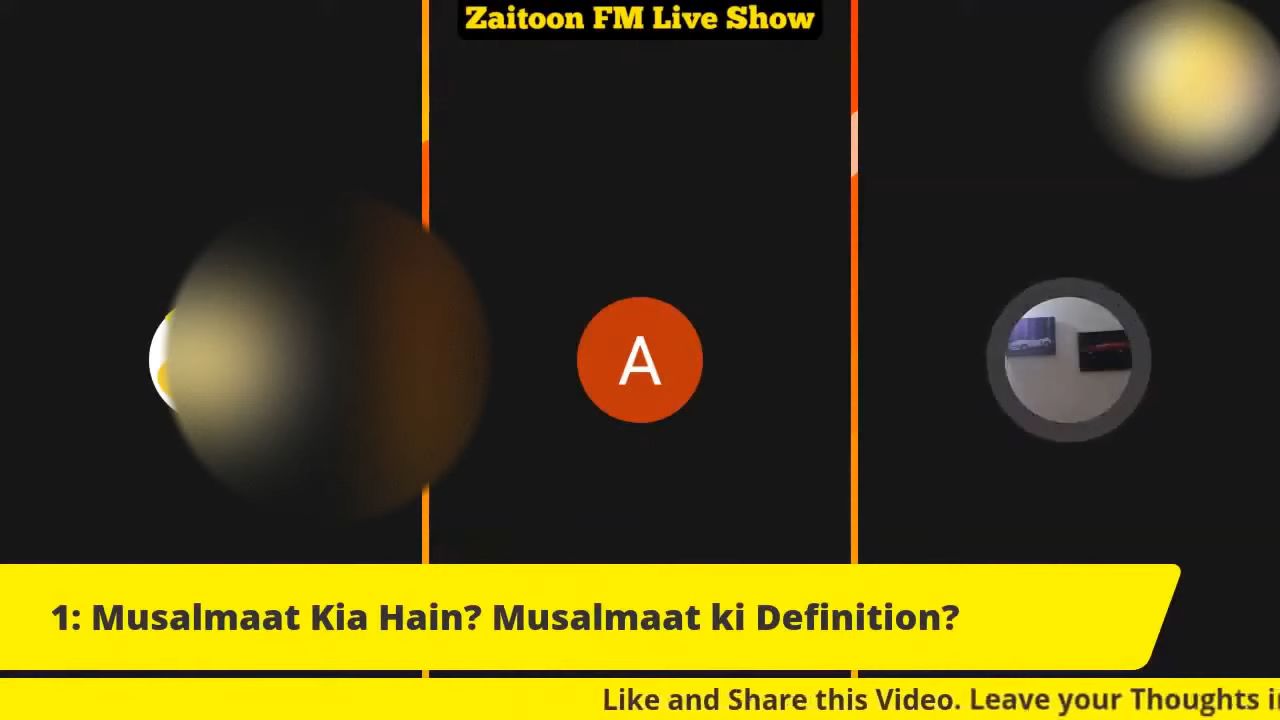 Zaitoon FM Live Show
A
1: Musalmaat Kia Hain? Musalmaat ki Definition?
Like and Share this Video. Leave your Thoughts